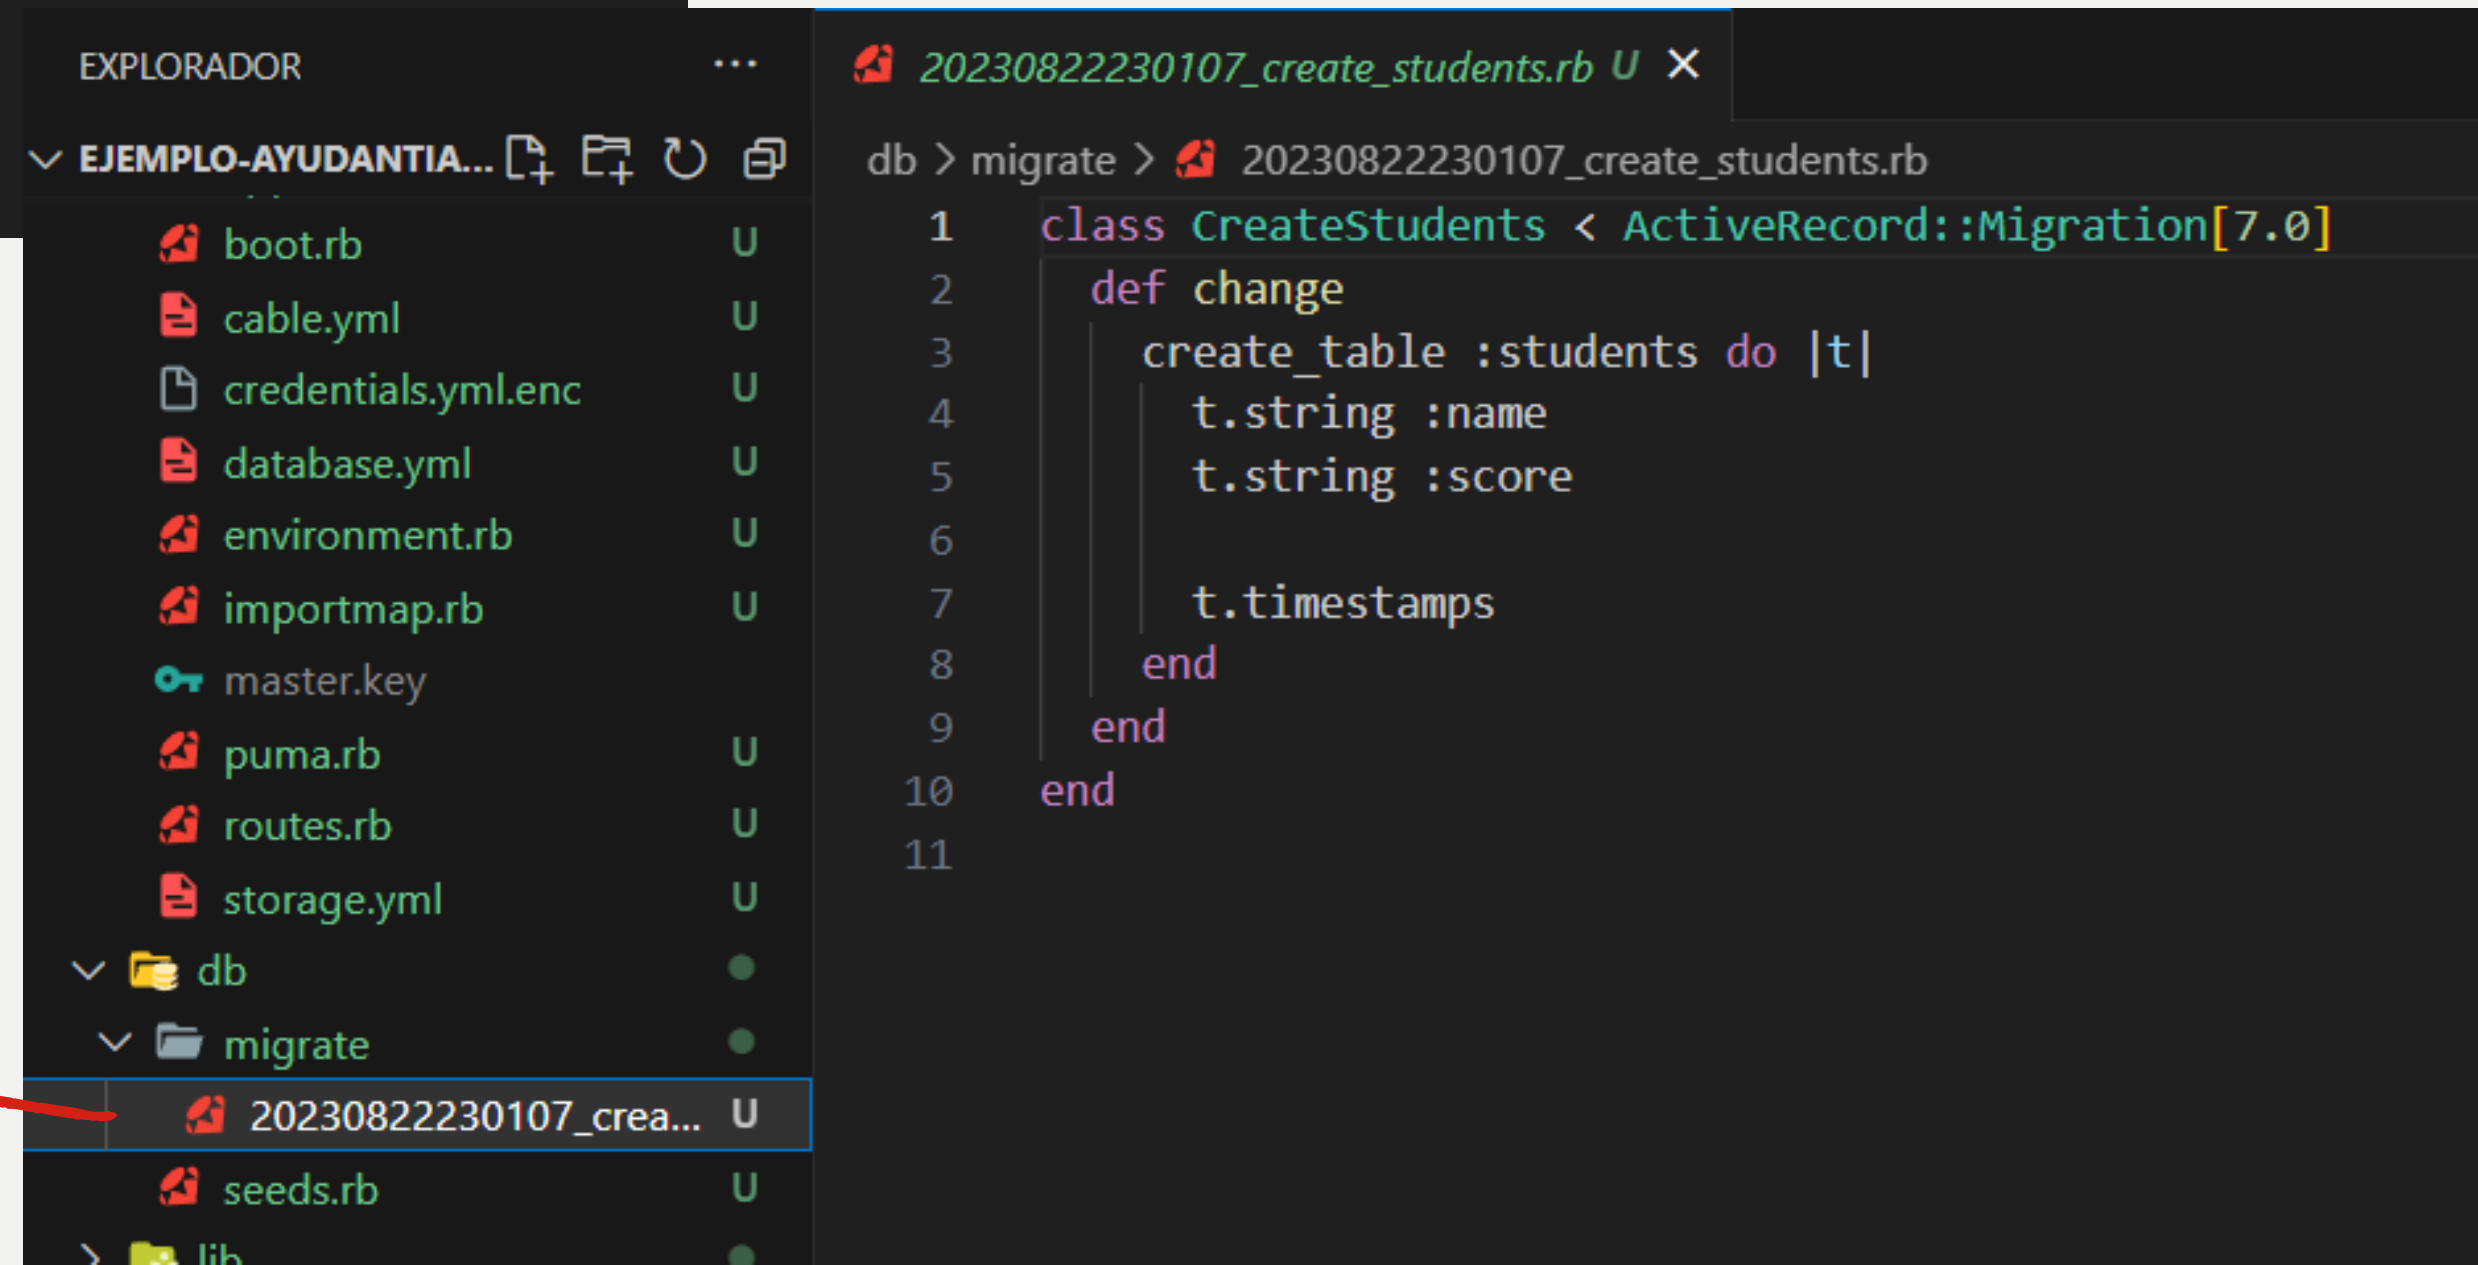 EXPLORADOR
EJEMPLO-AYUDANTIA...
boot.rb U
cable.yml U
credentials.yml.enc U
database.yml U
environment.rb U
importmap.rb U
master.key
puma.rb U
routes.rb U
storage.yml U
db
migrate
20230822230107_crea... U
seeds.rb U
lib
20230822230107_create_students.rb U
db > migrate > 20230822230107_create_students.rb
1 class CreateStudents < ActiveRecord::Migration[7.0]
2 def change
3 create_table :students do |t|
4 t.string :name
5 t.string :score
6
7 t.timestamps
8 end
9 end
10 end
11